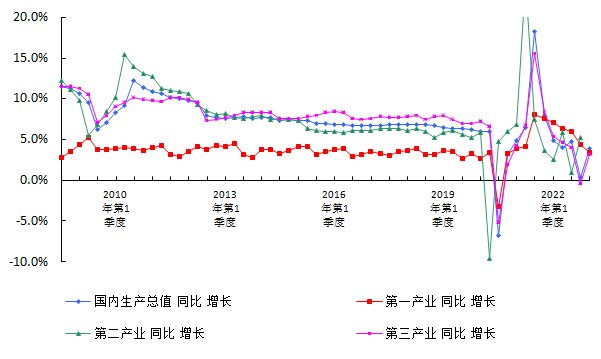 20.0%
15.0%
10.0%
5.0%
0.0%
-5.0%
-10.0%
2010
年第1
季度
2013
年第1
季度
2016
年第1
季度
2019
年第1
季度
2022
年第1
季度
国内生产总值 同比 增长
第一产业 同比 增长
第二产业 同比 增长
第三产业 同比 增长